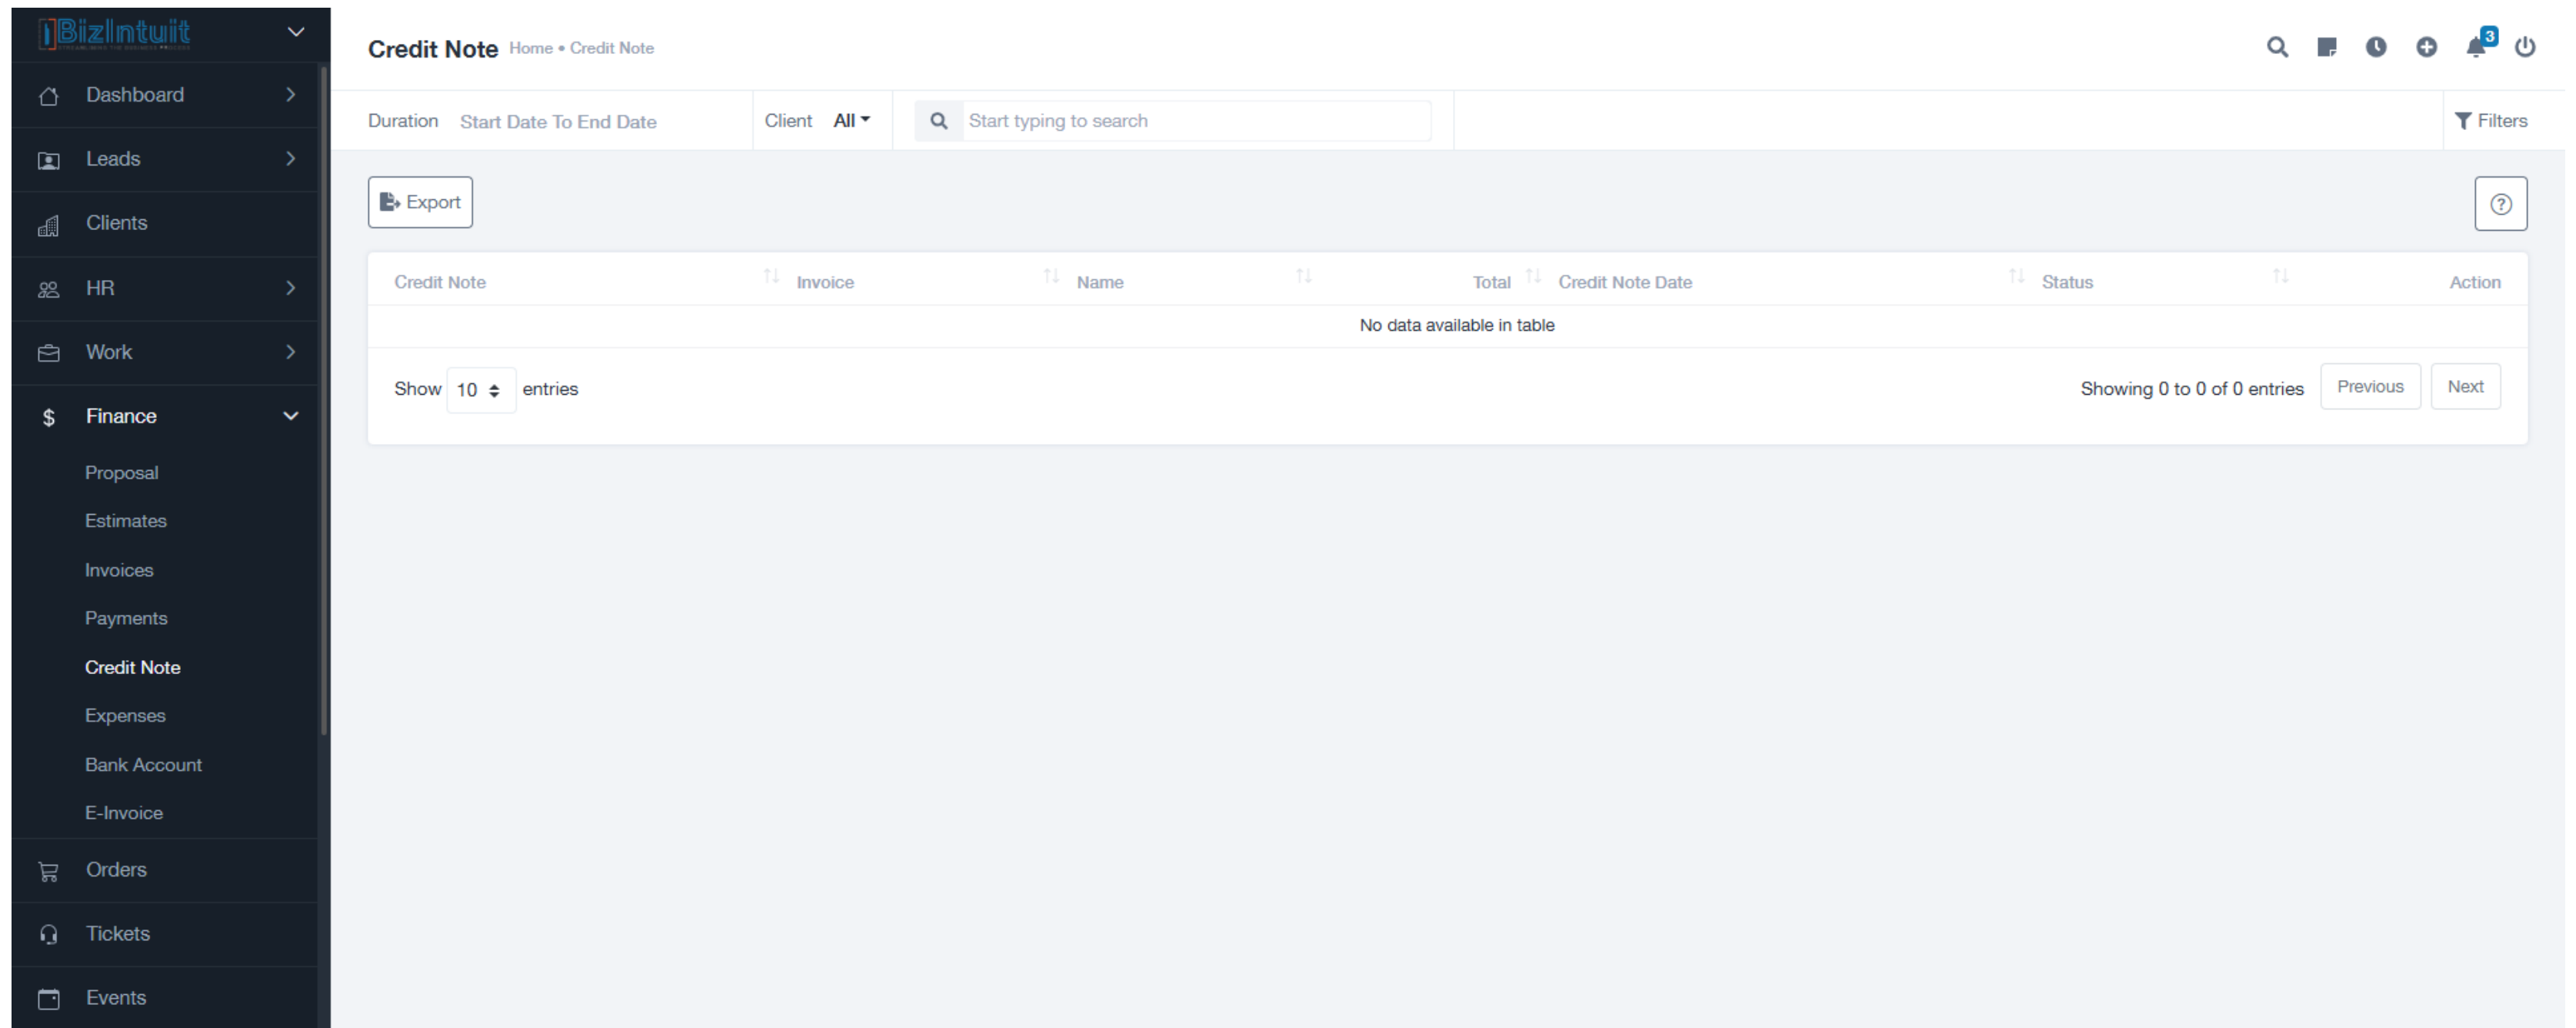 BizIntuit
Dashboard
Leads
Clients
HR
Work
$ Finance
Proposal
Estimates
Invoices
Payments
Credit Note
Expenses
Bank Account
E-Invoice
Orders
Tickets
Events
Credit Note Home • Credit Note
3
Duration Start Date To End Date Client All Start typing to search Filters
Export
?
Credit Note Invoice Name Total Credit Note Date Status Action
No data available in table
Show 10 entries Showing 0 to 0 of 0 entries Previous Next